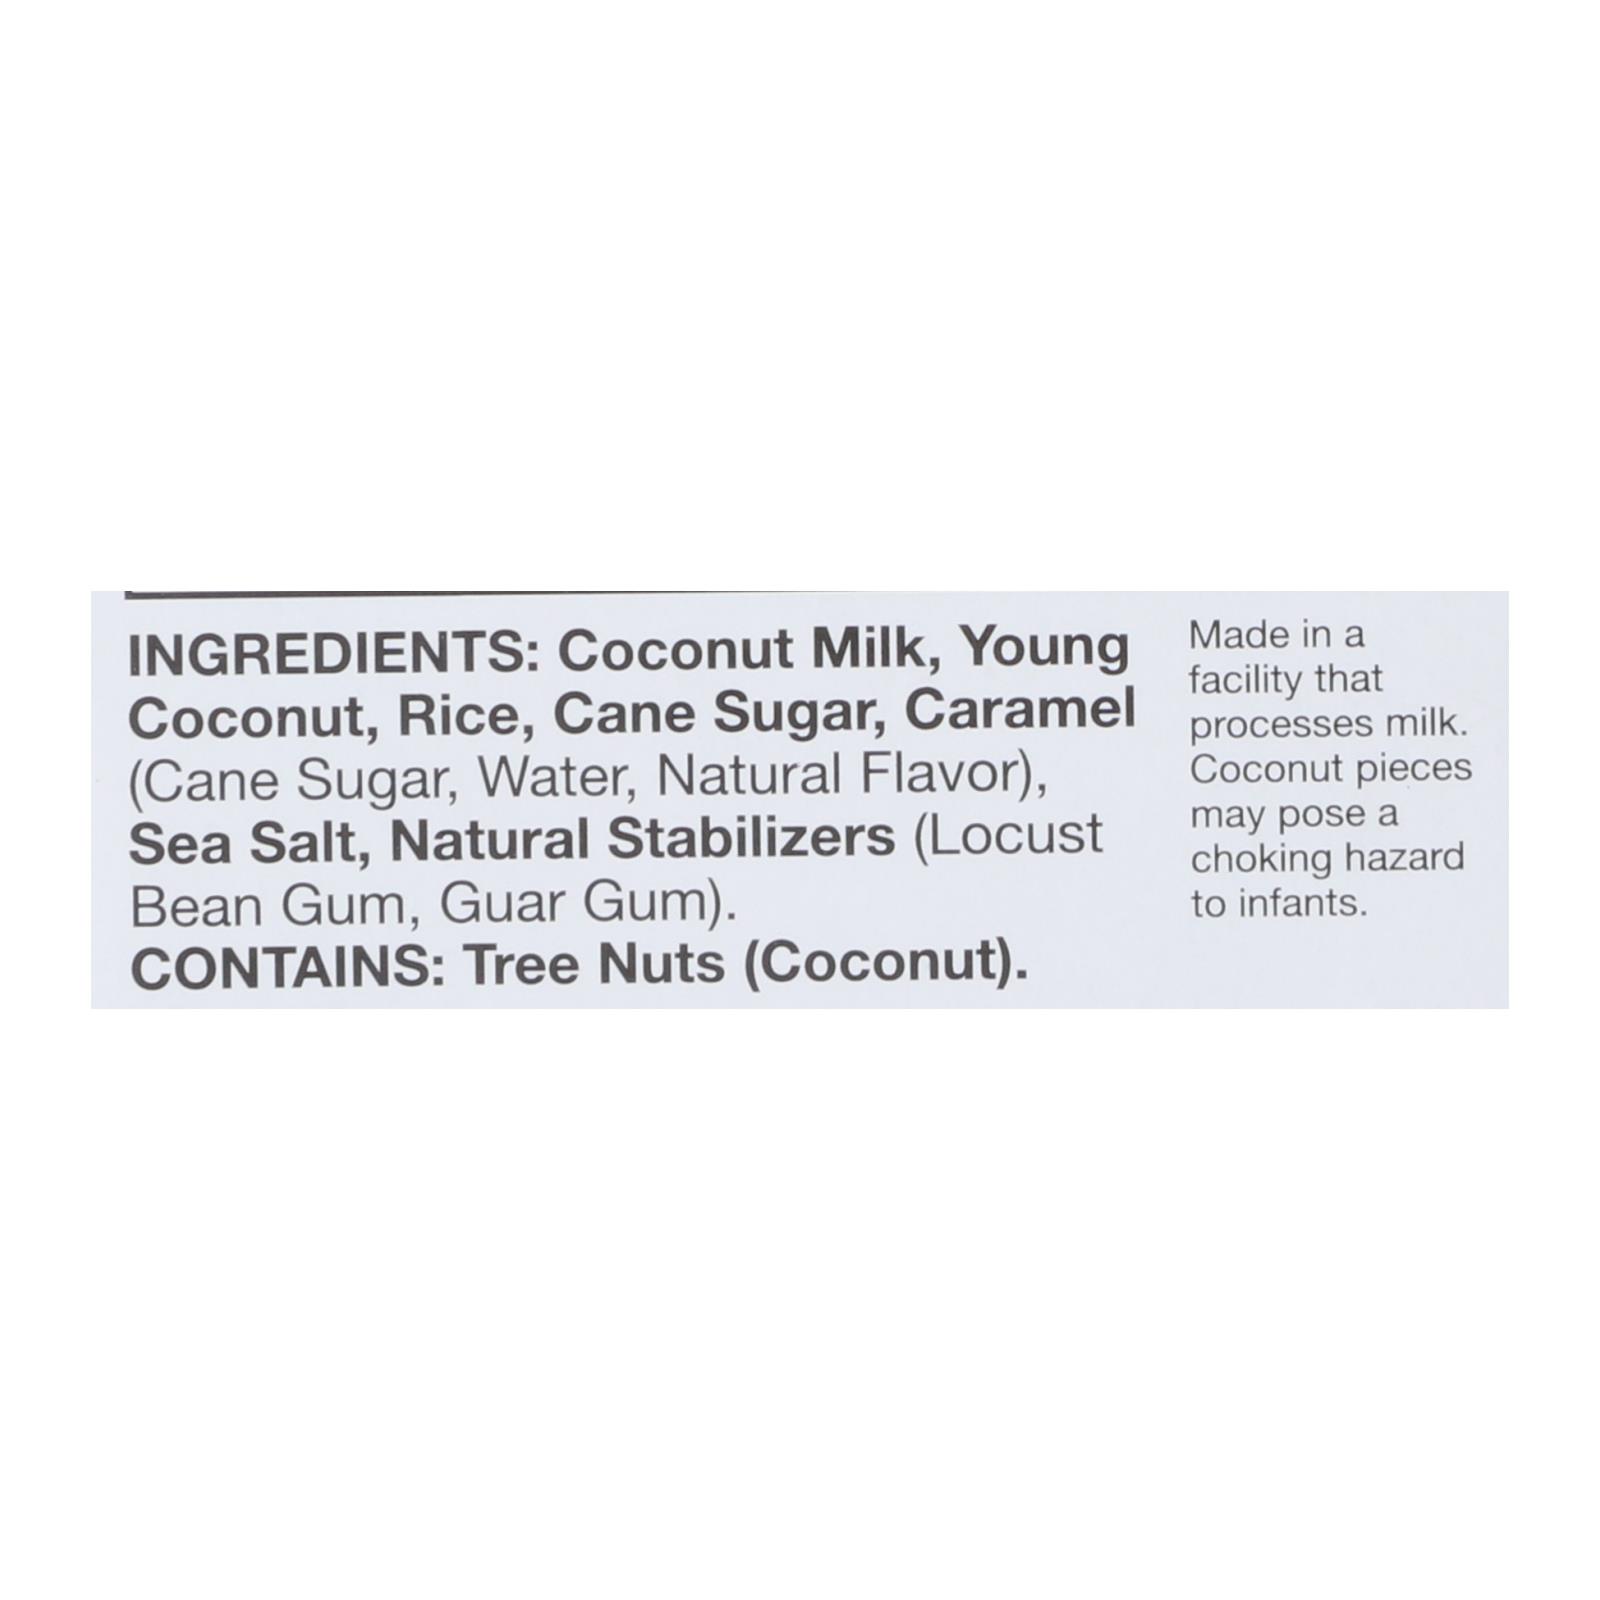 INGREDIENTS: Coconut Milk, Young
Coconut, Rice, Cane Sugar, Caramel
(Cane Sugar, Water, Natural Flavor),
Sea Salt, Natural Stabilizers (Locust
Bean Gum, Guar Gum).
CONTAINS: Tree Nuts (Coconut).
Made in a
facility that
processes milk.
Coconut pieces
may pose a
choking hazard
to infants.